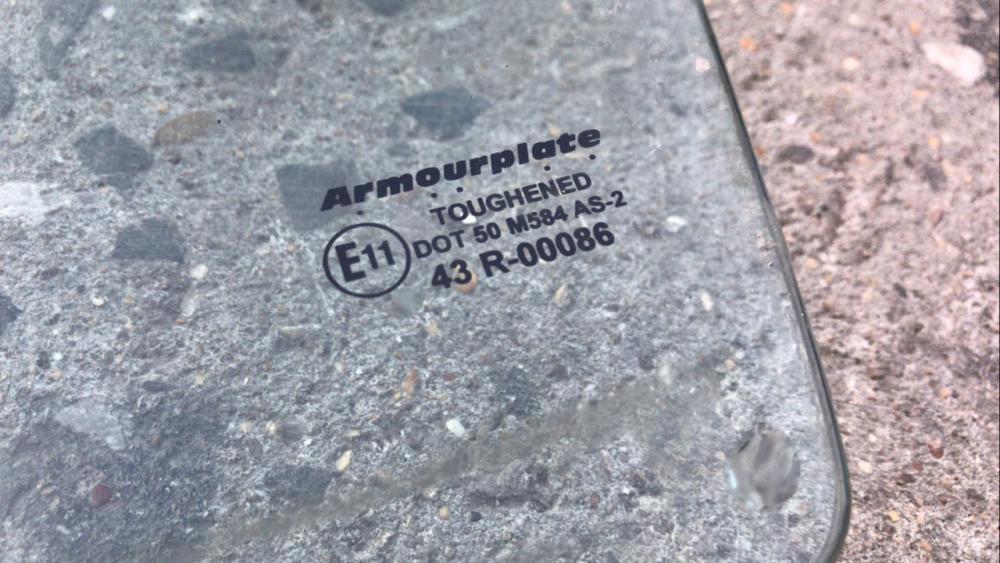 Armourplate
TOUGHENED
E11 DOT 50 M584 AS-2
43 R-00086